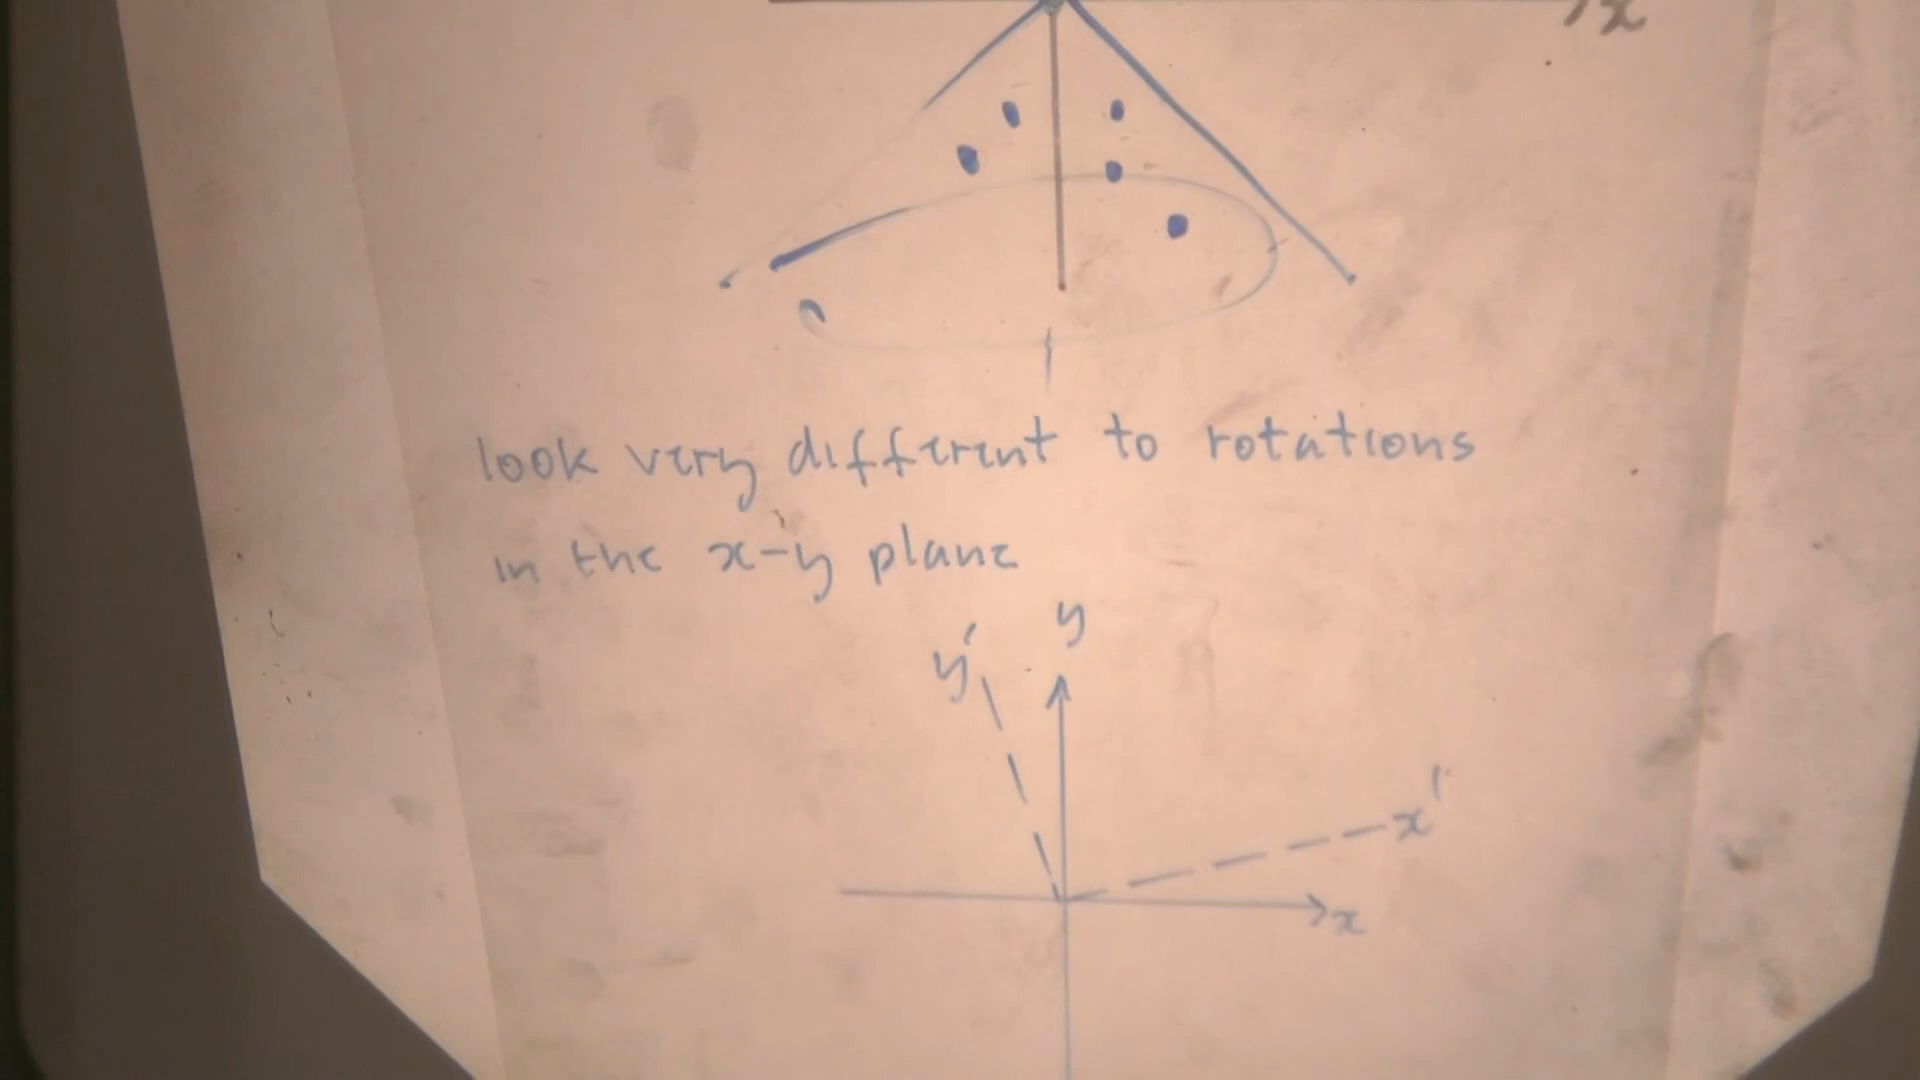 x
look very different to rotations
in the x-y plane
y
y'
x'
x